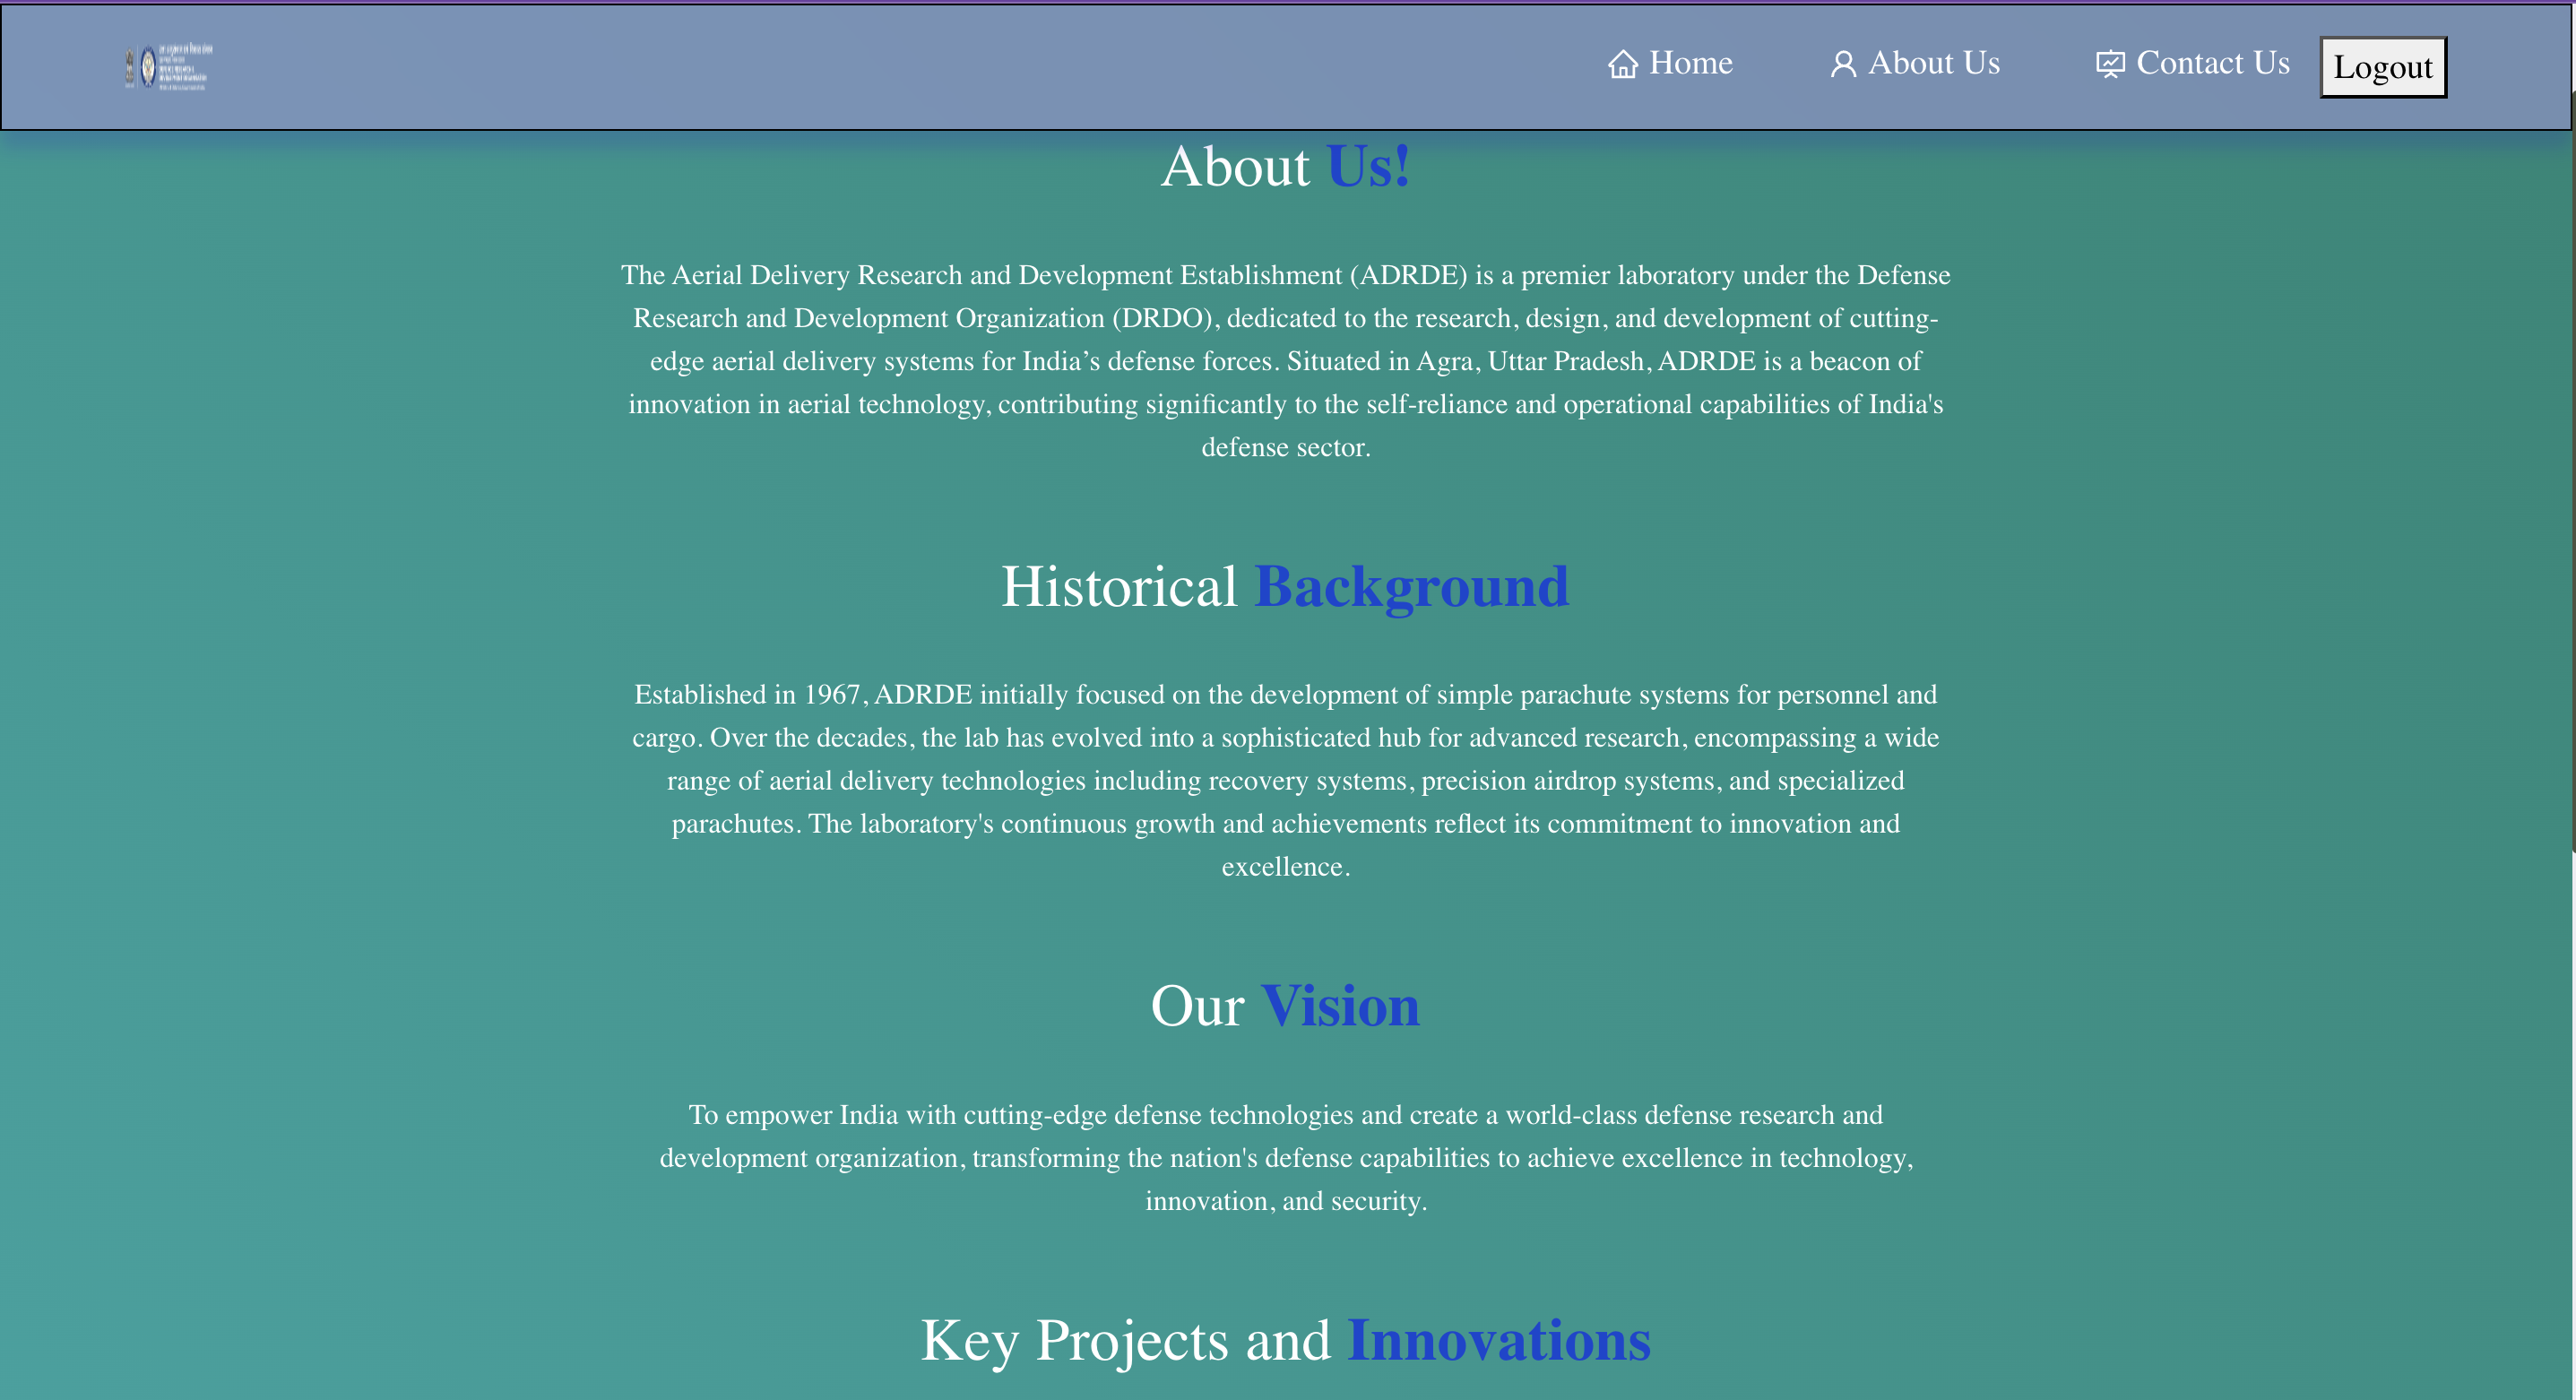 Home
About Us
Contact Us
Logout
About Us!
The Aerial Delivery Research and Development Establishment (ADRDE) is a premier laboratory under the Defense
Research and Development Organization (DRDO), dedicated to the research, design, and development of cutting-
edge aerial delivery systems for India’s defense forces. Situated in Agra, Uttar Pradesh, ADRDE is a beacon of
innovation in aerial technology, contributing significantly to the self-reliance and operational capabilities of India's
defense sector.
Historical Background
Established in 1967, ADRDE initially focused on the development of simple parachute systems for personnel and
cargo. Over the decades, the lab has evolved into a sophisticated hub for advanced research, encompassing a wide
range of aerial delivery technologies including recovery systems, precision airdrop systems, and specialized
parachutes. The laboratory's continuous growth and achievements reflect its commitment to innovation and
excellence.
Our Vision
To empower India with cutting-edge defense technologies and create a world-class defense research and
development organization, transforming the nation's defense capabilities to achieve excellence in technology,
innovation, and security.
Key Projects and Innovations